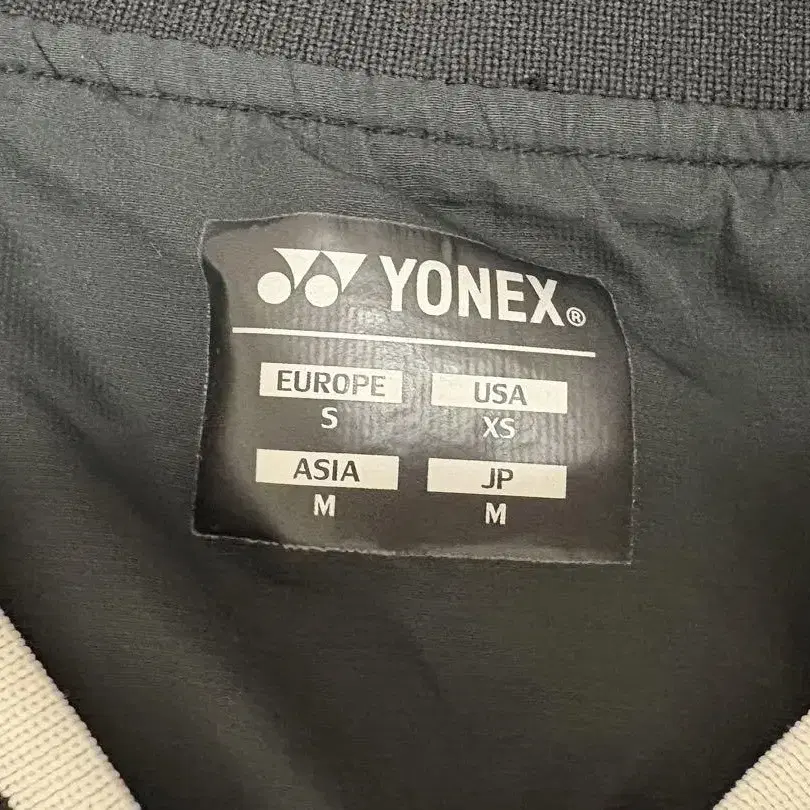 YONEX®
EUROPE USA
S XS
ASIA JP
M M